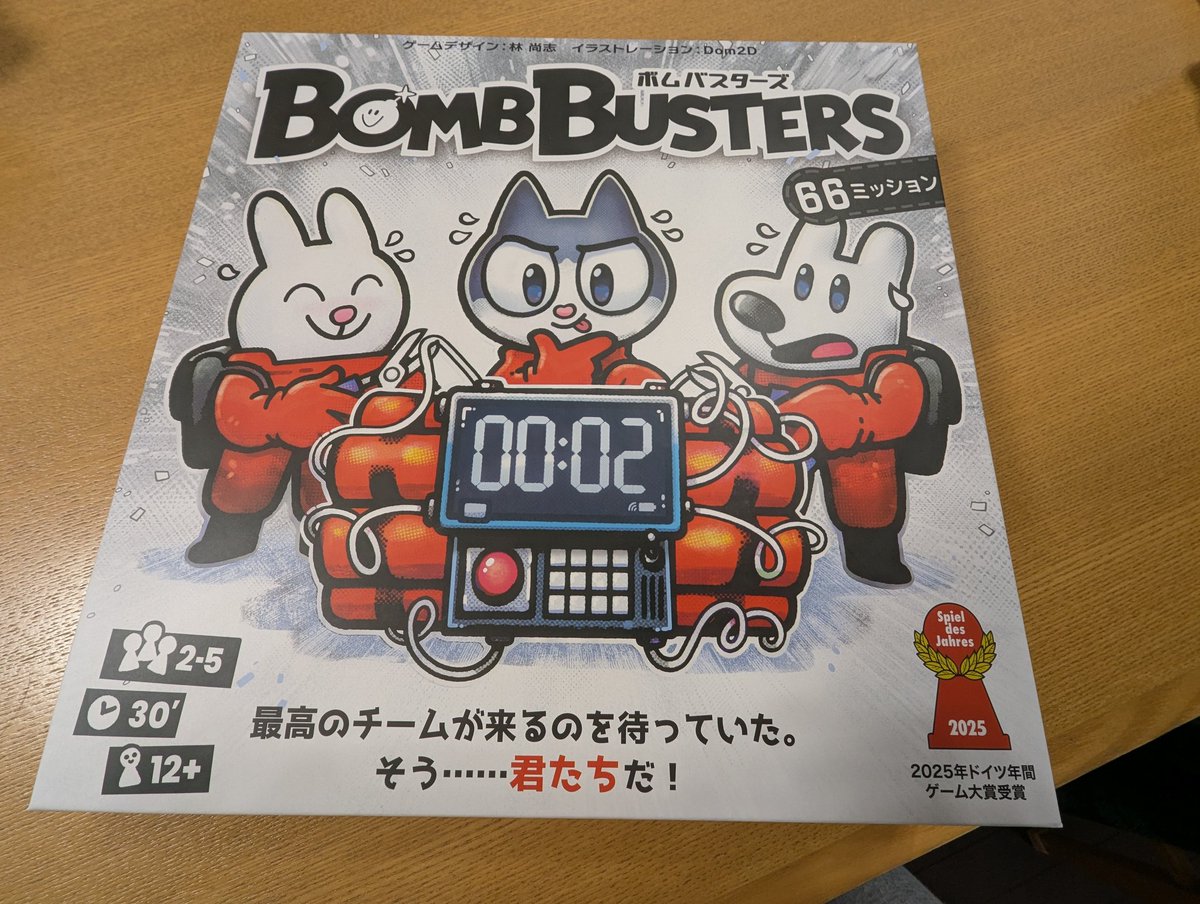 ゲームデザイン：林 尚志　イラストレーション：Dom2D
ボムバスターズ
BOMBBUSTERS
66ミッション
00:02
2-5
30'
12+
最高のチームが来るのを待っていた。
そう……君たちだ！
Spiel
des
Jahres
2025
2025年ドイツ年間
ゲーム大賞受賞